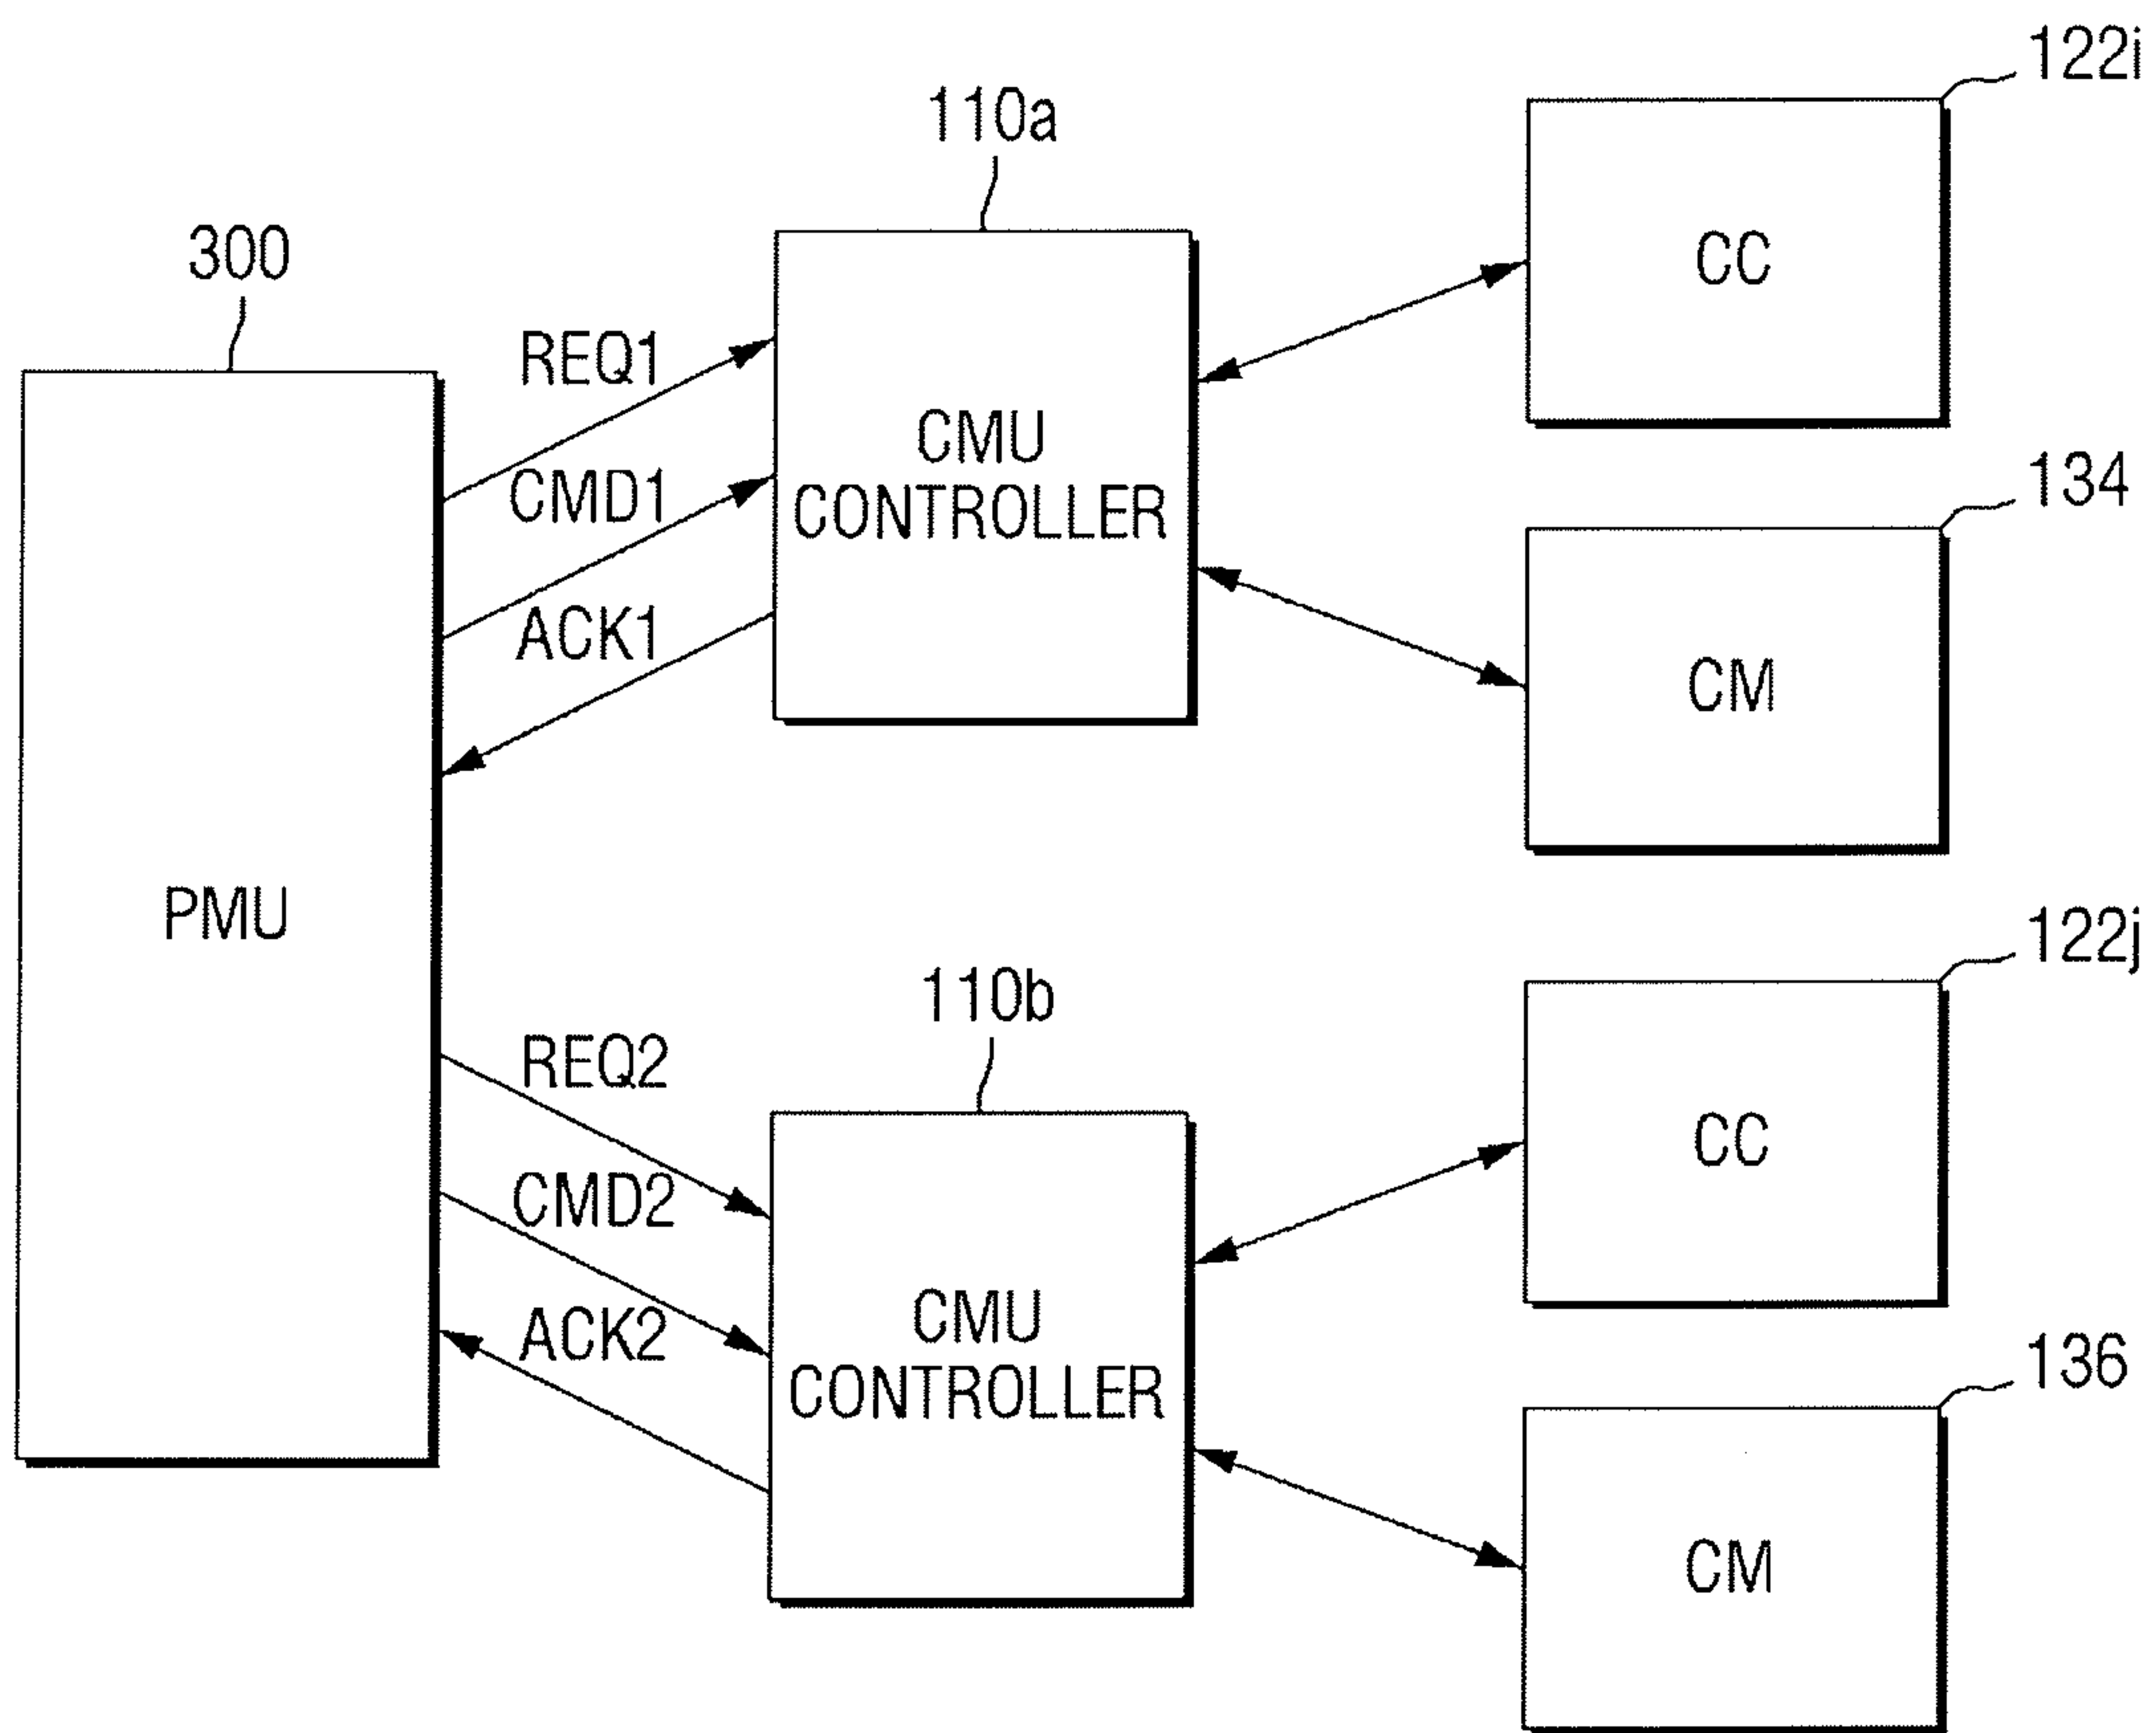 122i
110a
300
CC
REQ1
CMU
CONTROLLER
CMD1
134
ACK1
CM
PMU
122j
110b
REQ2
CC
CMD2
CMU
CONTROLLER
ACK2
136
CM